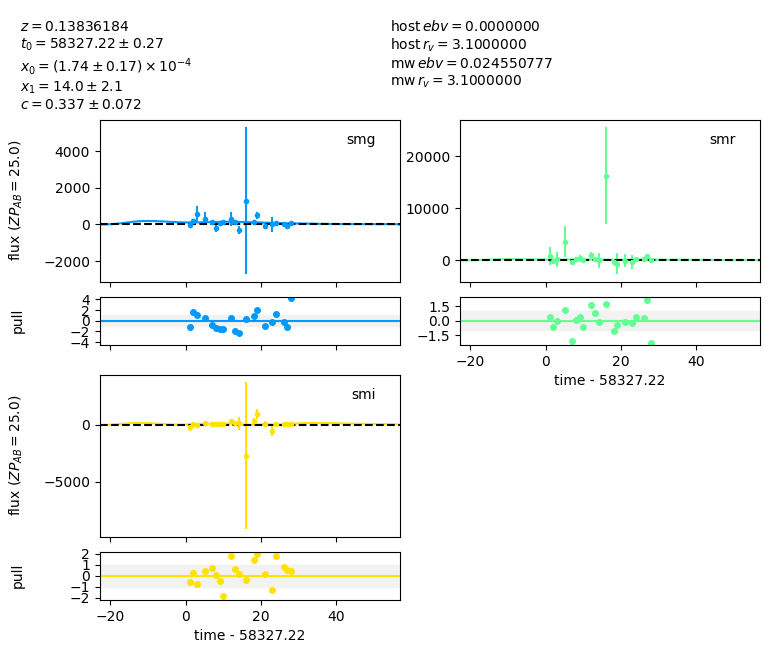 z = 0.13836184
t₀ = 58327.22 ± 0.27
x₀ = (1.74 ± 0.17) × 10⁻⁴
x₁ = 14.0 ± 2.1
c = 0.337 ± 0.072
host ebv = 0.0000000
host r_v = 3.1000000
mw ebv = 0.024550777
mw r_v = 3.1000000
smg
flux (ZP_AB = 25.0)
4000
2000
0
−2000
smr
20000
10000
0
pull
4
2
0
−2
−4
1.5
0.0
−1.5
−20
0
20
40
time - 58327.22
smi
flux (ZP_AB = 25.0)
0
−5000
pull
2
1
0
−1
−2
−20
0
20
40
time - 58327.22